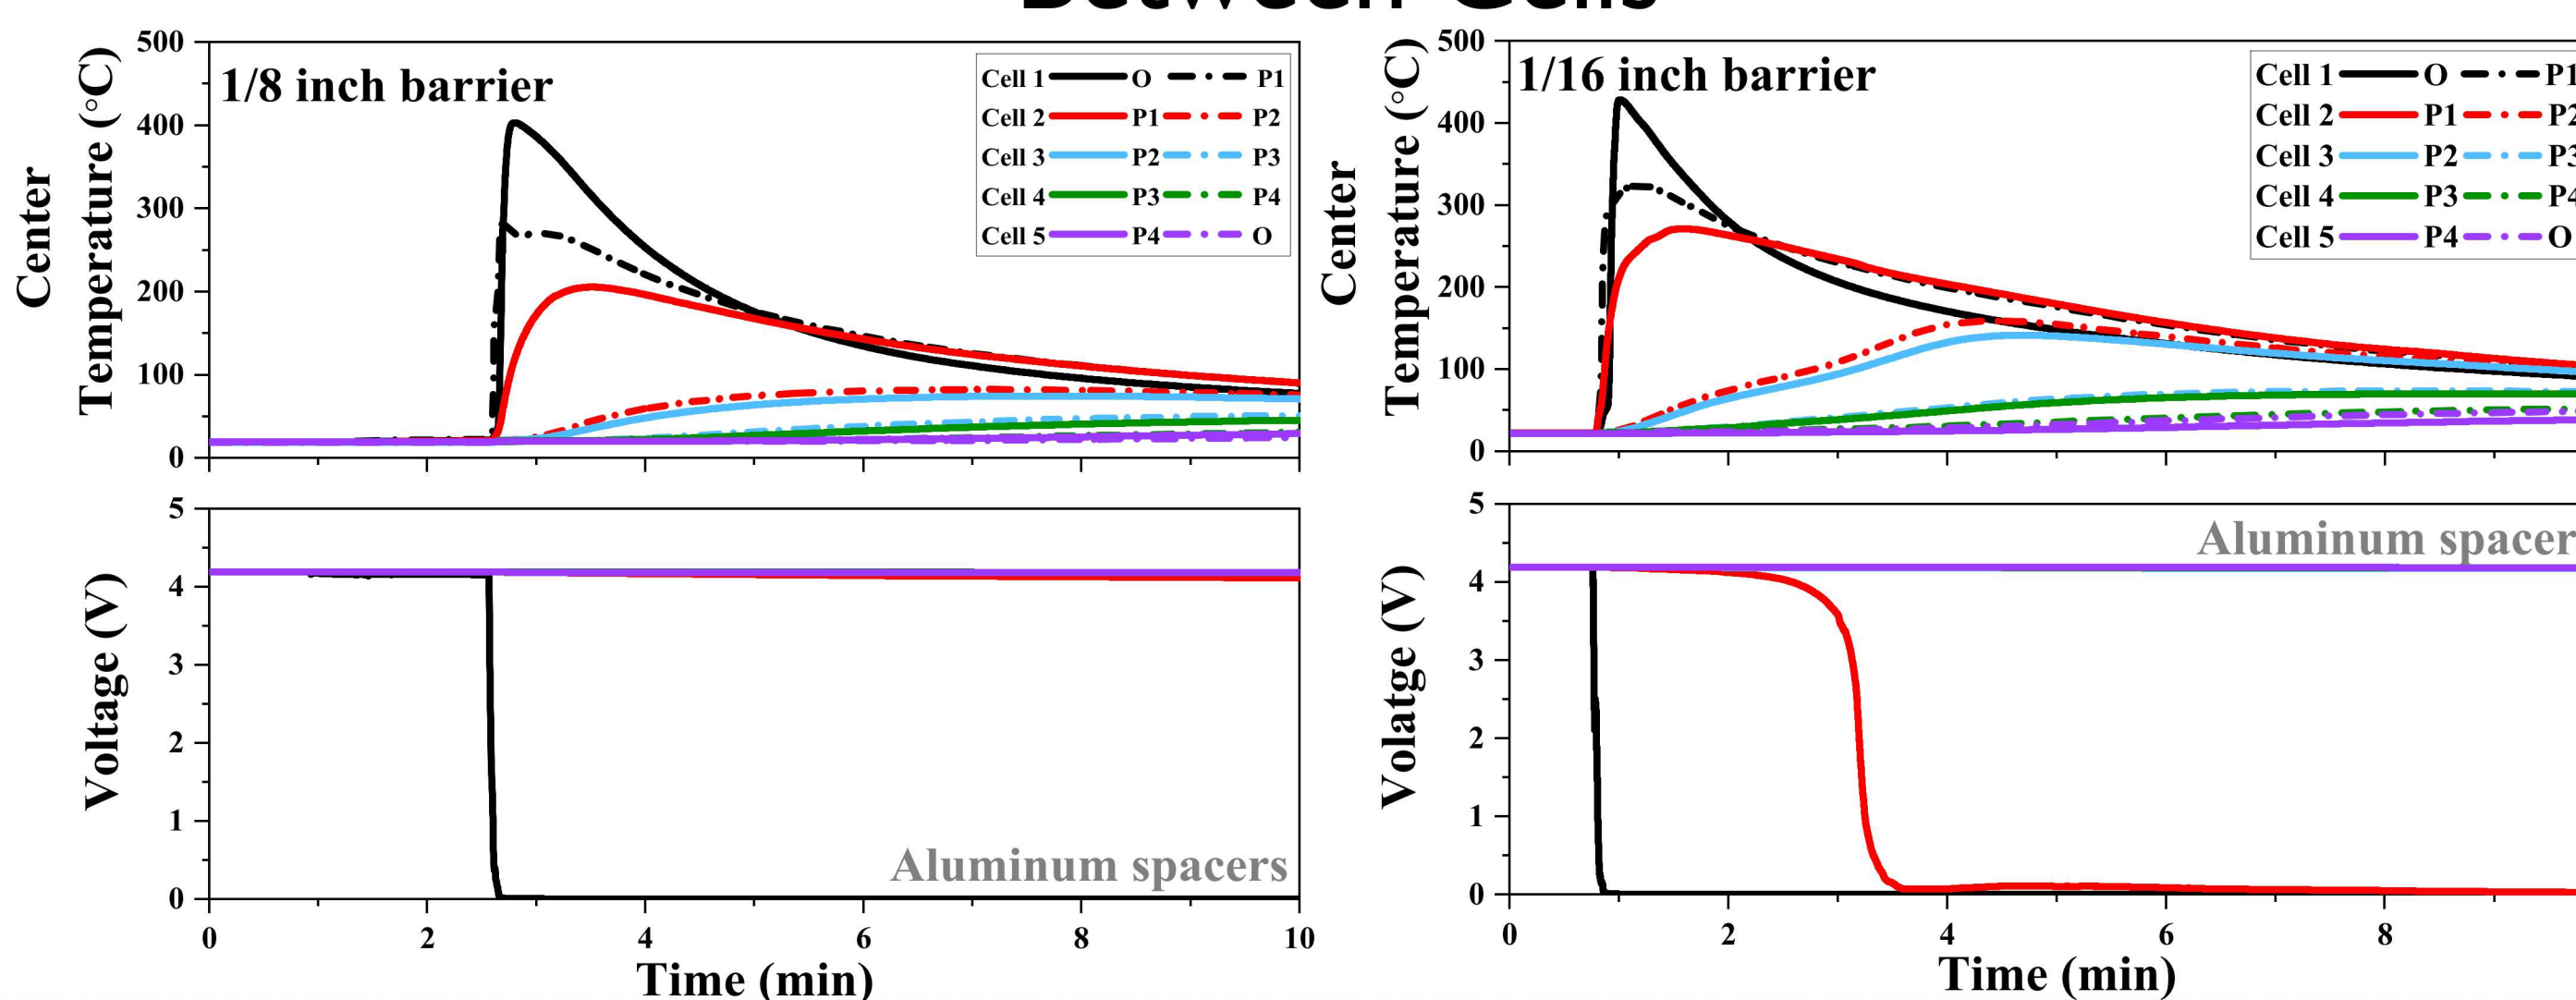 Between Cells
1/8 inch barrier
Center
Temperature (°C)
500
400
300
200
100
0
Cell 1 O P1
Cell 2 P1 P2
Cell 3 P2 P3
Cell 4 P3 P4
Cell 5 P4 O
Voltage (V)
5
4
3
2
1
0
Aluminum spacers
0 2 4 6 8 10
Time (min)
1/16 inch barrier
Center
Temperature (°C)
500
400
300
200
100
0
Cell 1 O P1
Cell 2 P1 P2
Cell 3 P2 P3
Cell 4 P3 P4
Cell 5 P4 O
Volatge (V)
5
4
3
2
1
0
Aluminum spacer
0 2 4 6 8
Time (min)